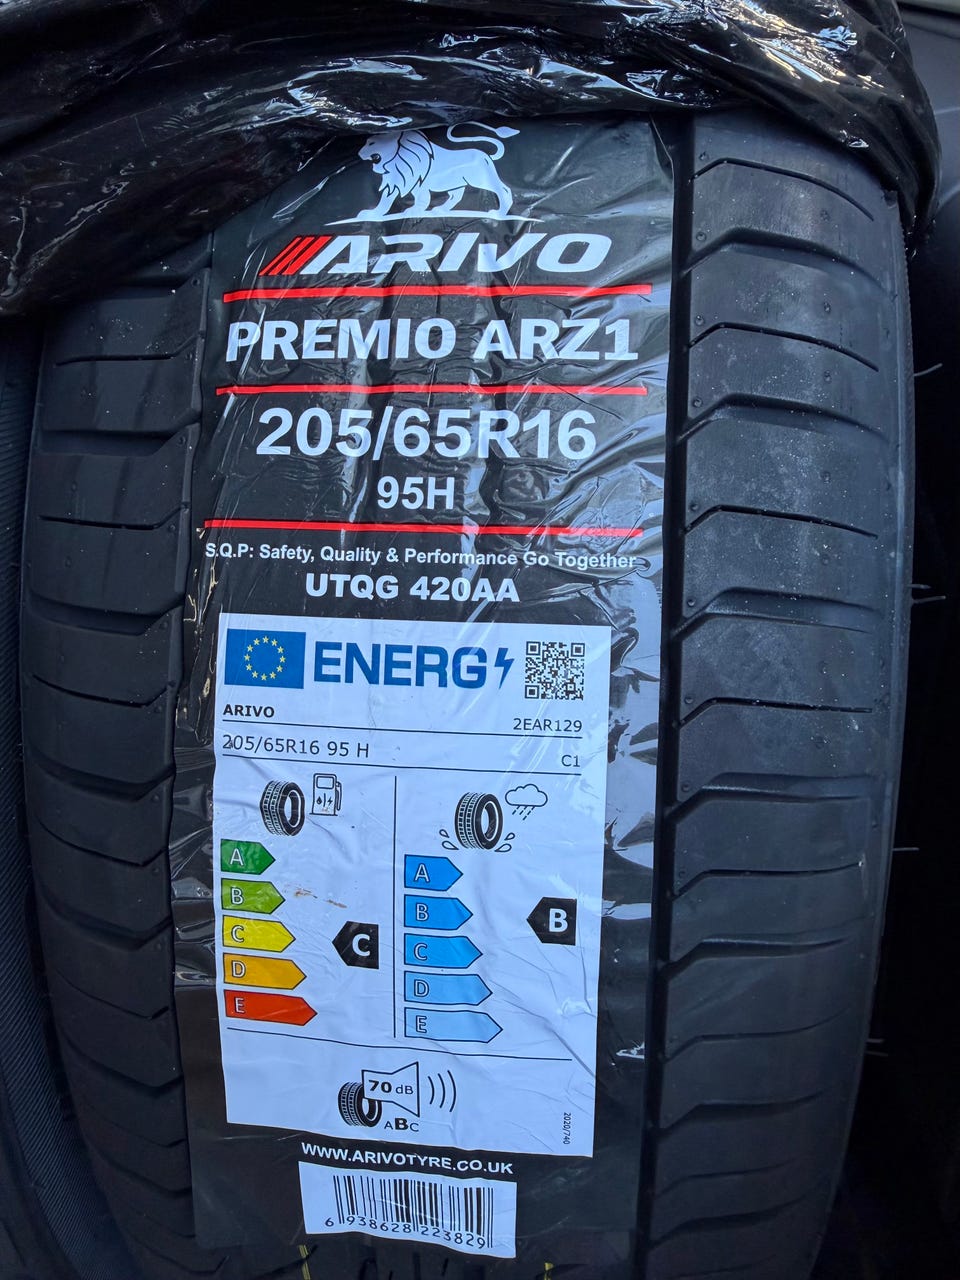 ARIVO
PREMIO ARZ1
205/65R16
95H
S.Q.P: Safety, Quality & Performance Go Together
UTQG 420AA
ENERG
ARIVO
2EAR129
205/65R16 95 H
C1
A
B
C
D
E
C
A
B
C
D
E
B
70 dB
ABC
2020/740
WWW.ARIVOTYRE.CO.UK
6 938628 223829